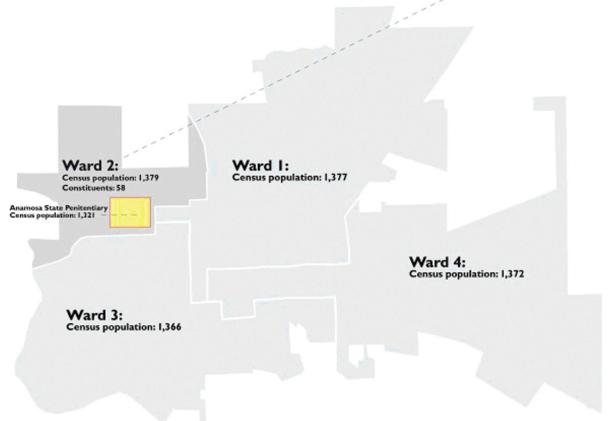 Ward 2:
Census population: 1,379
Constituents: 58
Anamosa State Penitentiary
Census population: 1,321
Ward 1:
Census population: 1,377
Ward 3:
Census population: 1,366
Ward 4:
Census population: 1,372